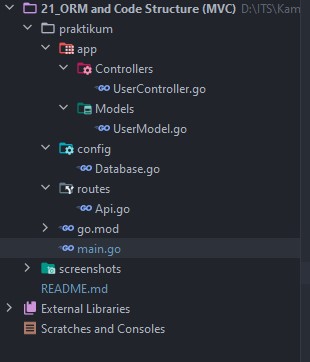 21_ORM and Code Structure (MVC) D:\ITS\Kam
praktikum
app
Controllers
UserController.go
Models
UserModel.go
config
Database.go
routes
Api.go
go.mod
main.go
screenshots
README.md
External Libraries
Scratches and Consoles